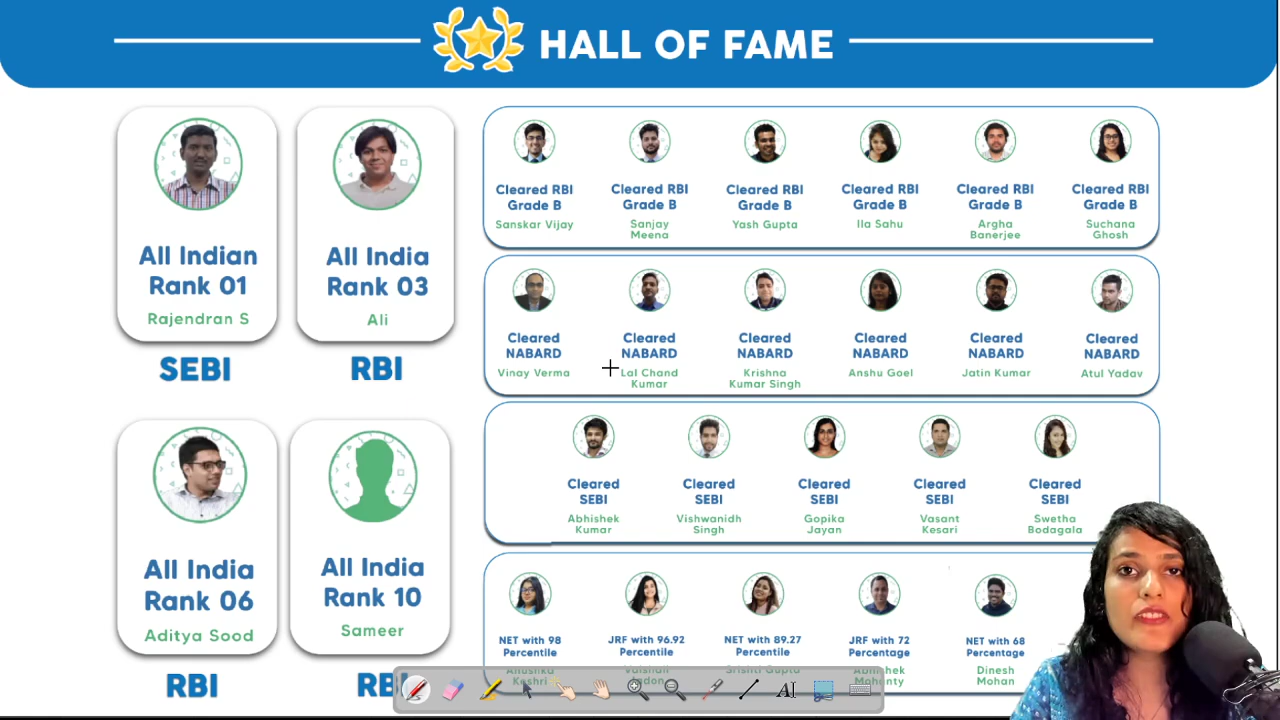 HALL OF FAME
All Indian
Rank 01
Rajendran S
SEBI
All India
Rank 03
Ali
RBI
All India
Rank 06
Aditya Sood
RBI
All India
Rank 10
Sameer
RB
Cleared RBI
Grade B
Sanskar Vijay
Cleared RBI
Grade B
Sanjay
Meena
Cleared RBI
Grade B
Yash Gupta
Cleared RBI
Grade B
Ila Sahu
Cleared RBI
Grade B
Argha
Banerjee
Cleared RBI
Grade B
Suchana
Ghosh
Cleared
NABARD
Vinay Verma
Cleared
NABARD
Lal Chand
Kumar
Cleared
NABARD
Krishna
Kumar Singh
Cleared
NABARD
Anshu Goel
Cleared
NABARD
Jatin Kumar
Cleared
NABARD
Atul Yadav
Cleared
SEBI
Abhishek
Kumar
Cleared
SEBI
Vishwanidh
Singh
Cleared
SEBI
Gopika
Jayan
Cleared
SEBI
Vasant
Kesari
Cleared
SEBI
Swetha
Bodagala
NET with 98
Percentile
JRF with 96.92
Percentile
NET with 89.27
Percentile
JRF with 72
Percentage
Abhishek
Mohanty
NET with 68
Percentage
Dinesh
Mohan
AI